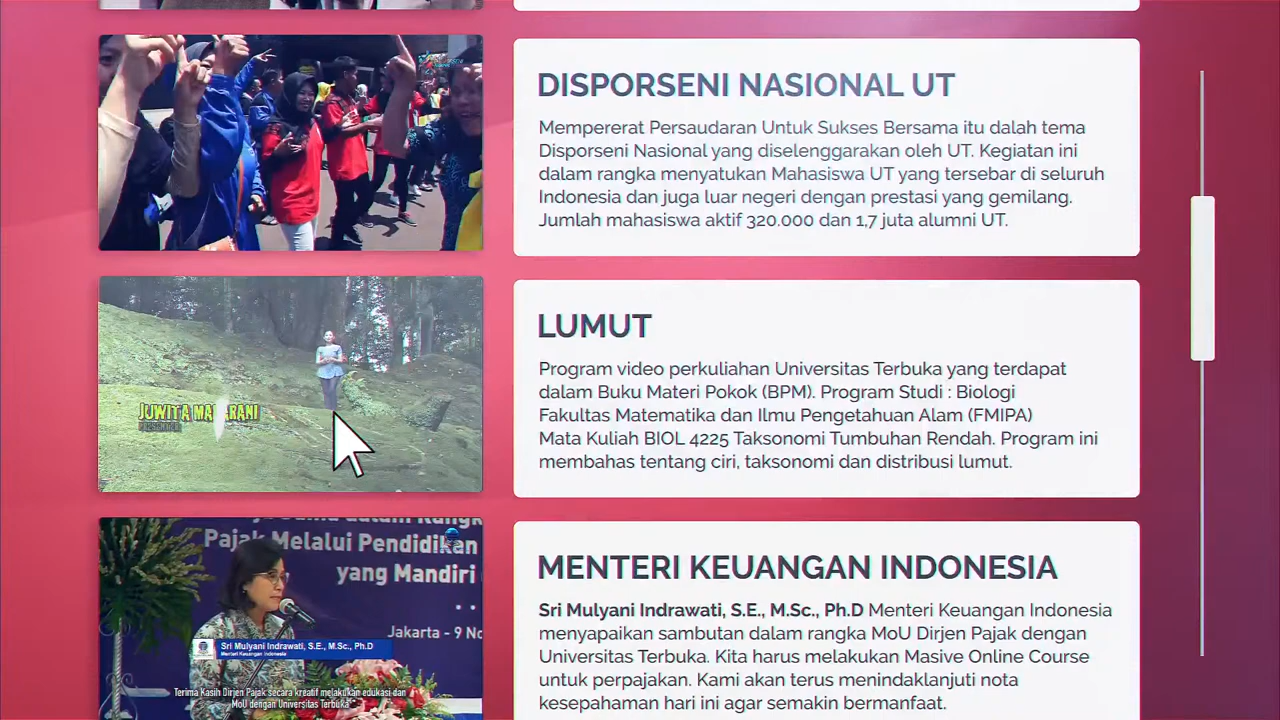 DISPORSENI NASIONAL UT
Mempererat Persaudaran Untuk Sukses Bersama itu dalah tema
Disporseni Nasional yang diselenggarakan oleh UT. Kegiatan ini
dalam rangka menyatukan Mahasiswa UT yang tersebar di seluruh
Indonesia dan juga luar negeri dengan prestasi yang gemilang.
Jumlah mahasiswa aktif 320.000 dan 1,7 juta alumni UT.
JUWITA
PRESENTER
LUMUT
Program video perkuliahan Universitas Terbuka yang terdapat
dalam Buku Materi Pokok (BPM). Program Studi : Biologi
Fakultas Matematika dan Ilmu Pengetahuan Alam (FMIPA)
Mata Kuliah BIOL 4225 Taksonomi Tumbuhan Rendah. Program ini
membahas tentang ciri, taksonomi dan distribusi lumut.
Pajak Melalui Pendidikan
yang Mandiri
Jakarta - 9 No
Sri Mulyani Indrawati, S.E., M.Sc., Ph.D
Menteri Keuangan Indonesia
Terima Kasih Dirjen Pajak secara kreatif melakukan edukasi dan
MoU dengan Universitas Terbuka
MENTERI KEUANGAN INDONESIA
Sri Mulyani Indrawati, S.E., M.Sc., Ph.D Menteri Keuangan Indonesia
menyapaikan sambutan dalam rangka MoU Dirjen Pajak dengan
Universitas Terbuka. Kita harus melakukan Masive Online Course
untuk perpajakan. Kami akan terus menindaklanjuti nota
kesepahaman hari ini agar semakin bermanfaat.